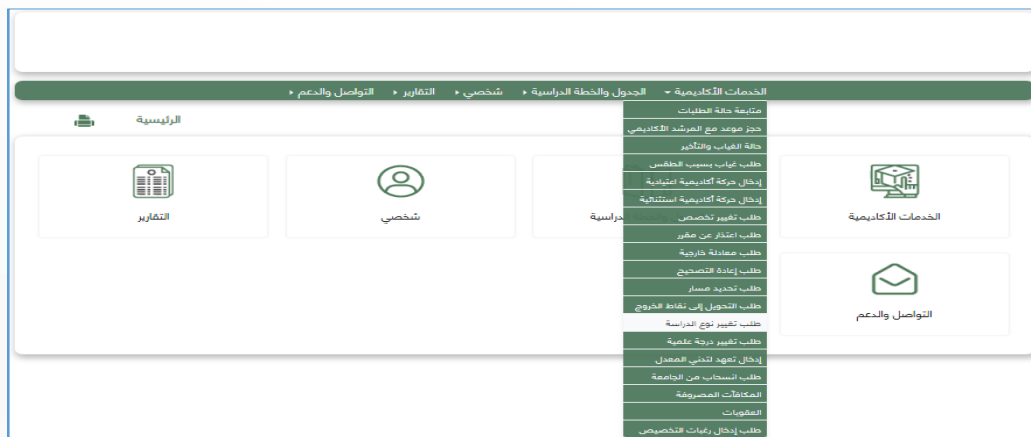 الخدمات الأكاديمية الجدول والخطة الدراسية شخصي التقارير التواصل والدعم
الرئيسية
متابعة حالة الطلبات
حجز موعد مع المرشد الأكاديمي
حالة الغياب والتأخير
طلب غياب بسبب الطقس
إدخال حركة أكاديمية اعتيادية
إدخال حركة أكاديمية استثنائية
طلب تغيير تخصص
طلب اعتذار عن مقرر
طلب معادلة خارجية
طلب إعادة التصحيح
طلب تحديد مسار
طلب التحويل إلى نقاط الخروج
طلب تغيير نوع الدراسة
طلب تغيير درجة علمية
إدخال تعهد لتدني المعدل
طلب انسحاب من الجامعة
المكافآت المصروفة
العقوبات
طلب إدخال رغبات التخصيص
الخدمات الأكاديمية
الدراسية
شخصي
التقارير
التواصل والدعم